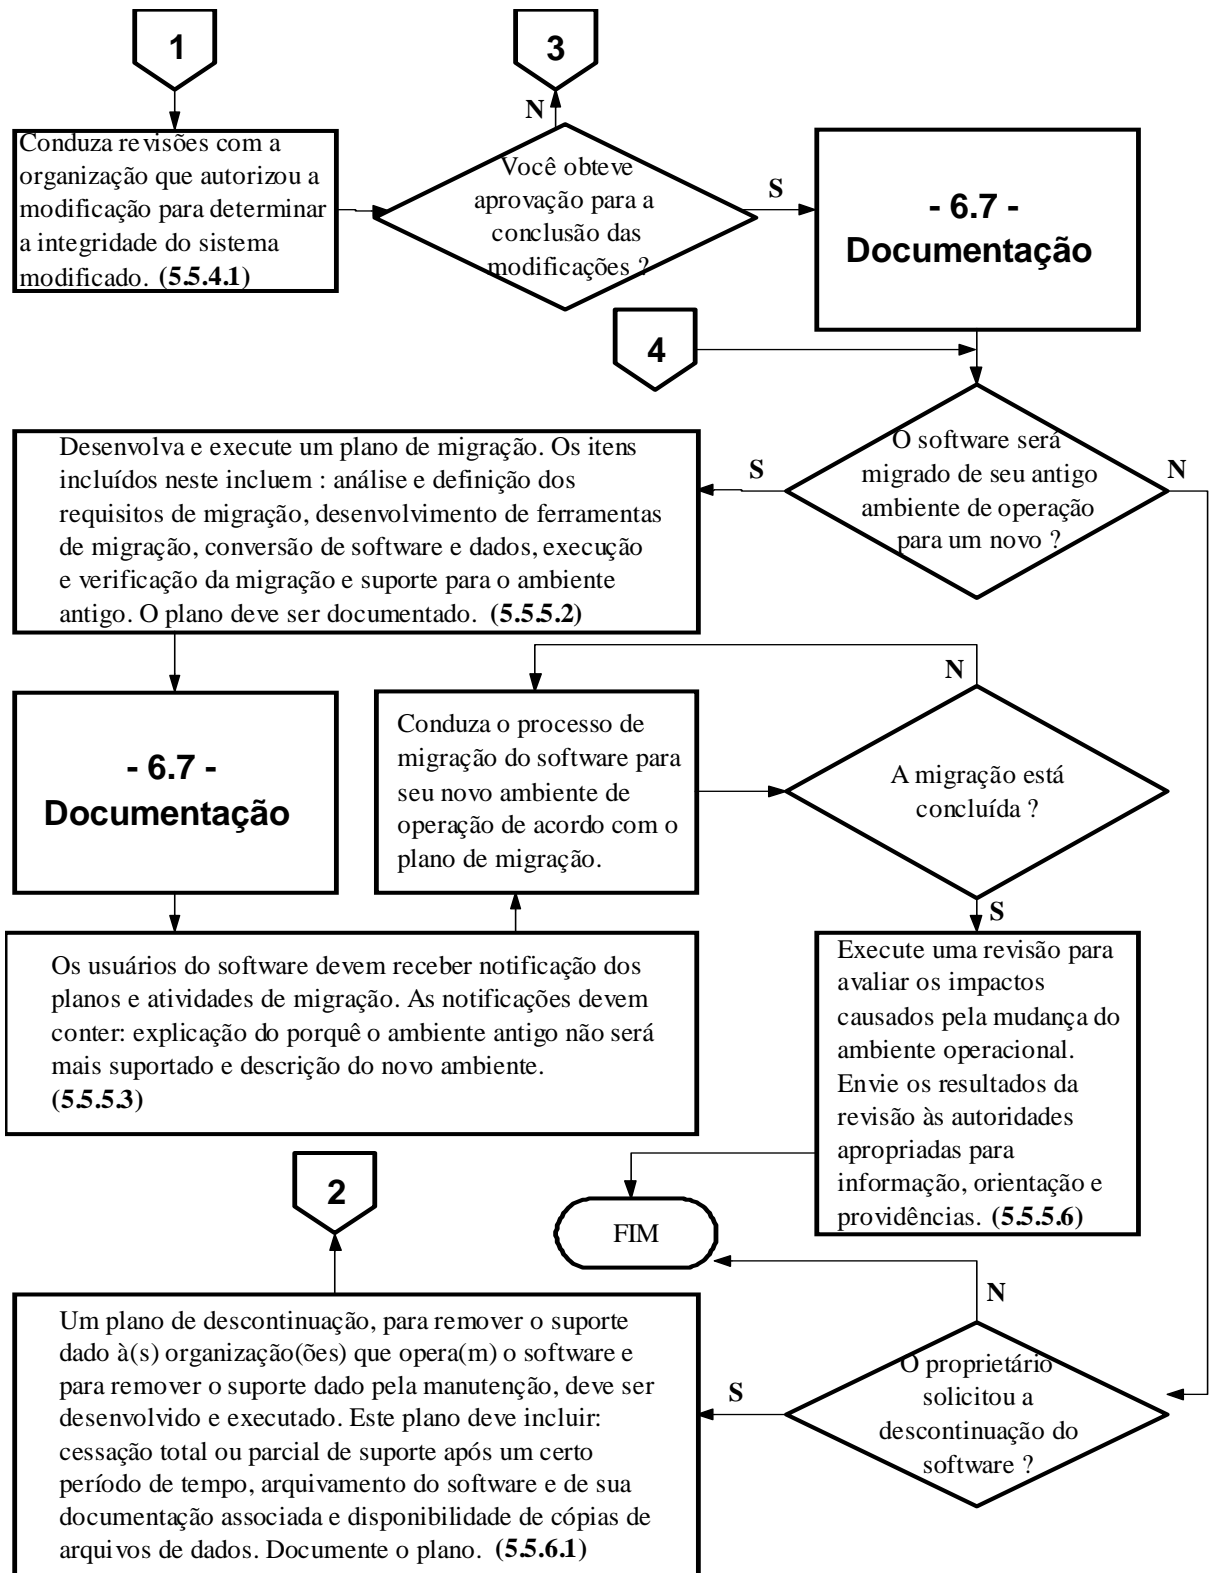 1
3
N
Conduza revisões com a
organização que autorizou a
modificação para determinar
a integridade do sistema
modificado. (5.5.4.1)
Você obteve
aprovação para a
conclusão das
modificações ?
S
- 6.7 -
Documentação
4
Desenvolva e execute um plano de migração. Os itens
incluídos neste incluem : análise e definição dos
requisitos de migração, desenvolvimento de ferramentas
de migração, conversão de software e dados, execução
e verificação da migração e suporte para o ambiente
antigo. O plano deve ser documentado. (5.5.5.2)
S
O software será
migrado de seu antigo
ambiente de operação
para um novo ?
N
- 6.7 -
Documentação
Conduza o processo de
migração do software para
seu novo ambiente de
operação de acordo com o
plano de migração.
N
A migração está
concluída ?
S
Os usuários do software devem receber notificação dos
planos e atividades de migração. As notificações devem
conter: explicação do porquê o ambiente antigo não será
mais suportado e descrição do novo ambiente.
(5.5.5.3)
Execute uma revisão para
avaliar os impactos
causados pela mudança do
ambiente operacional.
Envie os resultados da
revisão às autoridades
apropriadas para
informação, orientação e
providências. (5.5.5.6)
2
FIM
N
Um plano de descontinuação, para remover o suporte
dado à(s) organização(ões) que opera(m) o software e
para remover o suporte dado pela manutenção, deve ser
desenvolvido e executado. Este plano deve incluir:
cessação total ou parcial de suporte após um certo
período de tempo, arquivamento do software e de sua
documentação associada e disponibilidade de cópias de
arquivos de dados. Documente o plano. (5.5.6.1)
S
O proprietário
solicitou a
descontinuação do
software ?